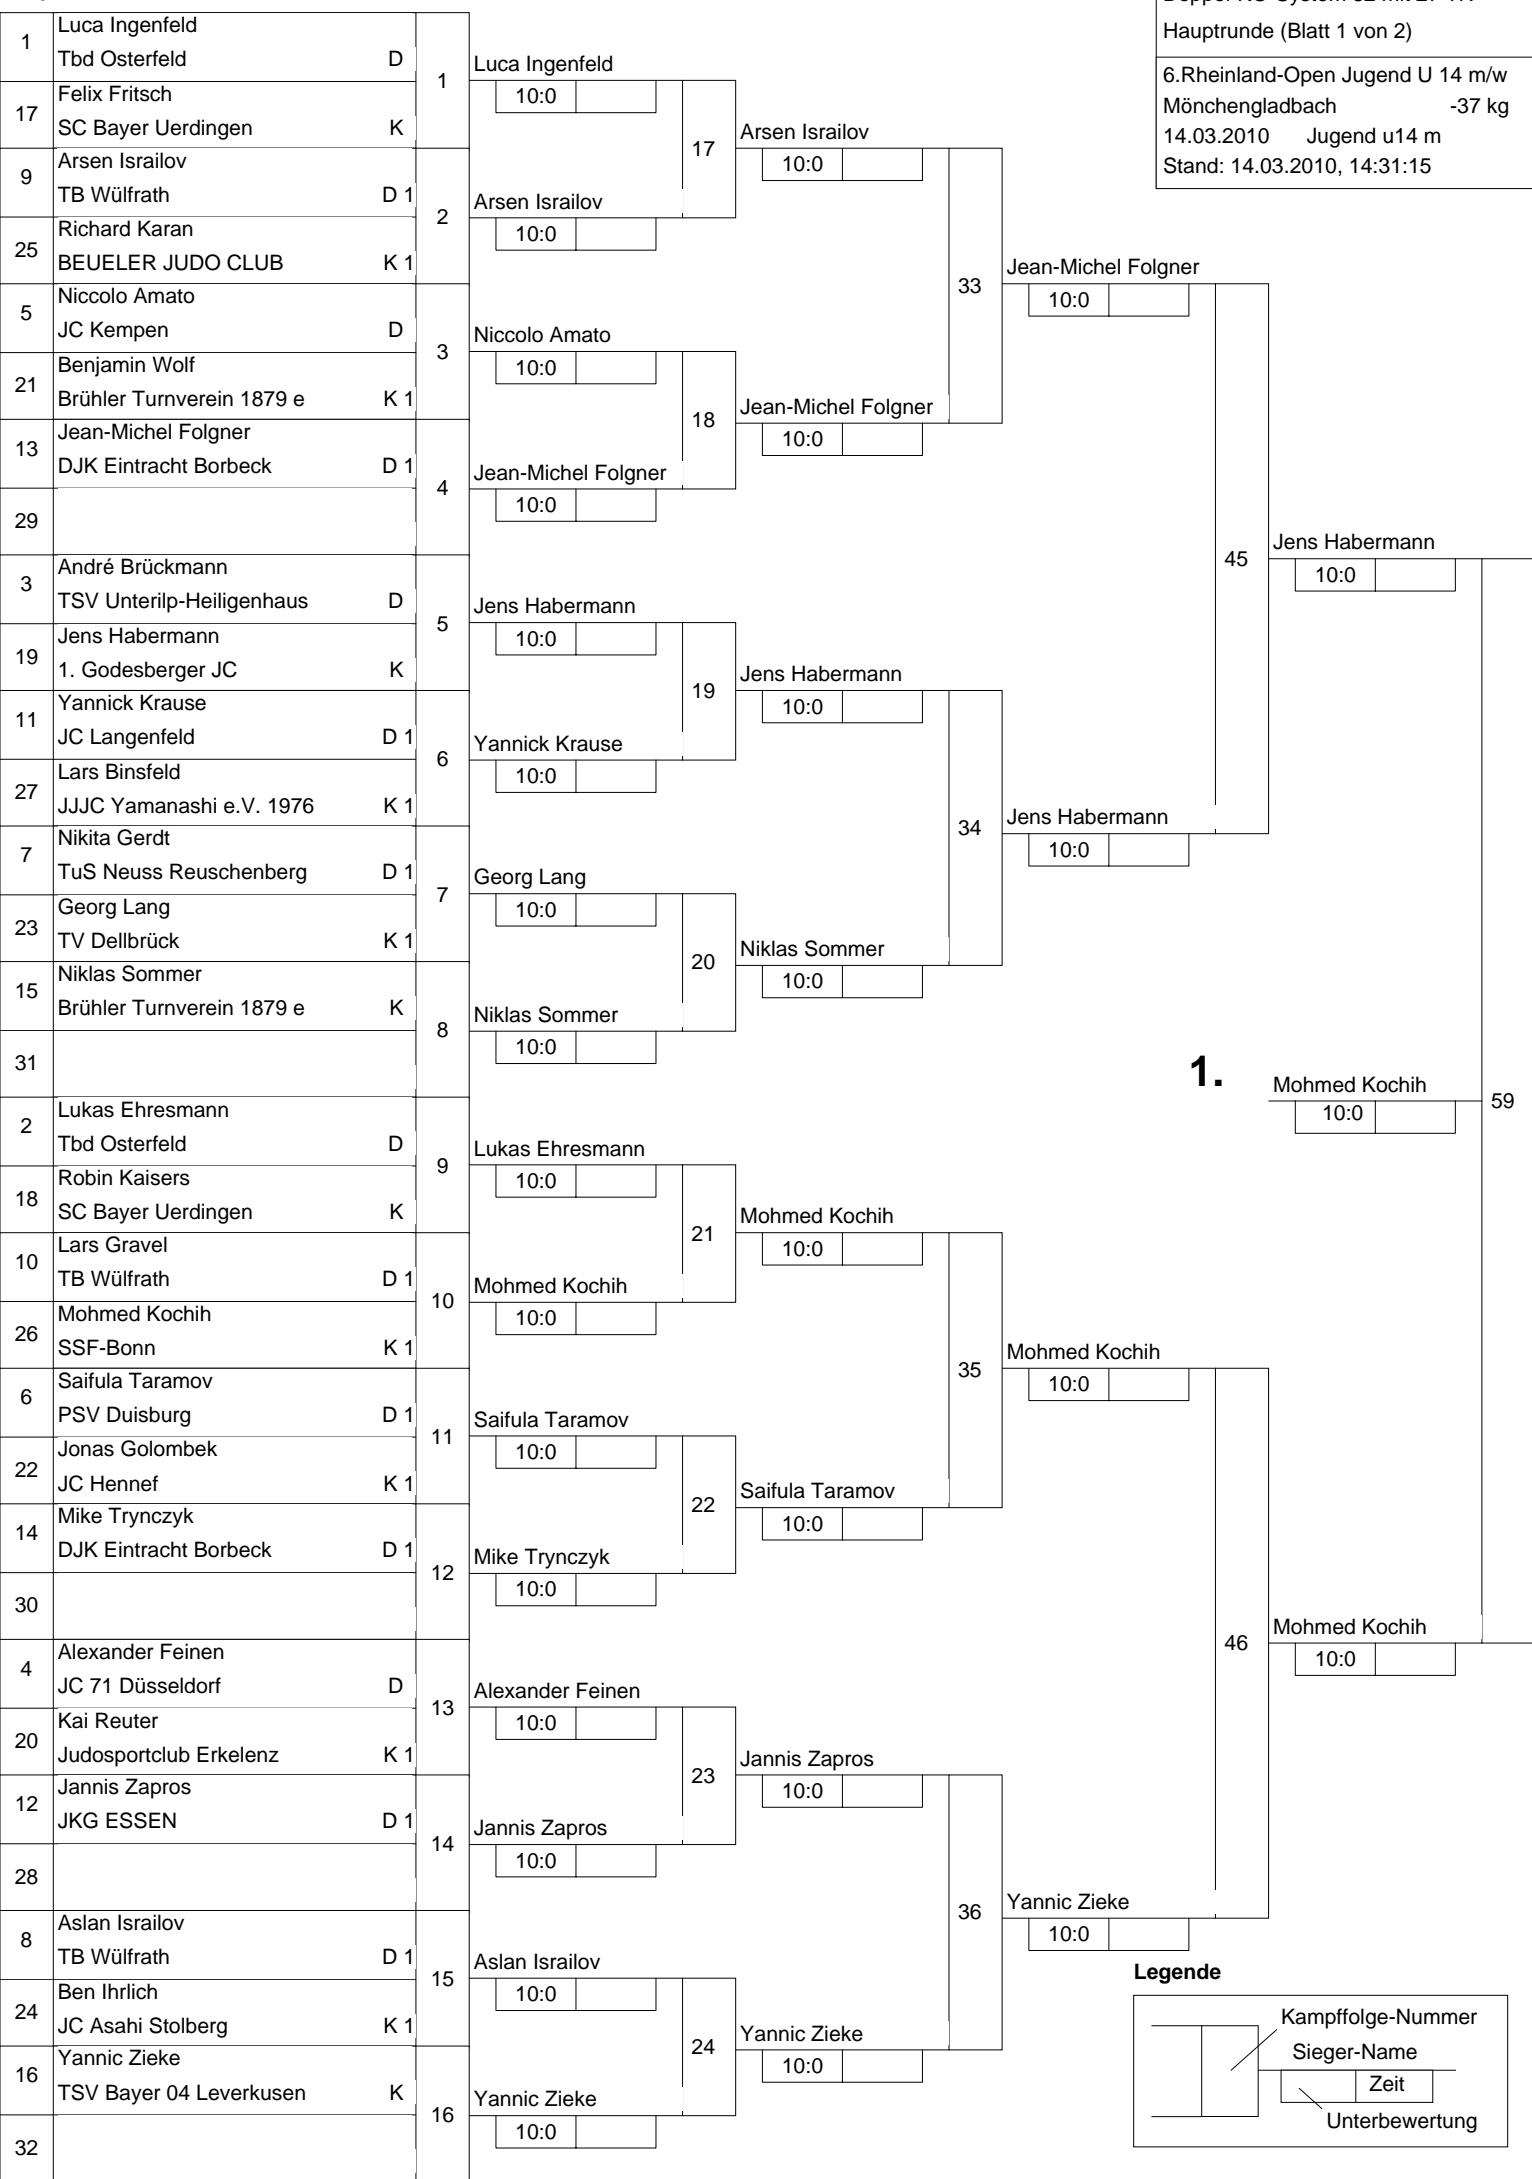 Hauptrunde (Blatt 1 von 2)
6.Rheinland-Open Jugend U 14 m/w
Mönchengladbach -37 kg
14.03.2010 Jugend u14 m
Stand: 14.03.2010, 14:31:15
1 Luca Ingenfeld
Tbd Osterfeld D
17 Felix Fritsch
SC Bayer Uerdingen K
9 Arsen Israilov
TB Wülfrath D 1
25 Richard Karan
BEUELER JUDO CLUB K 1
5 Niccolo Amato
JC Kempen D
21 Benjamin Wolf
Brühler Turnverein 1879 e K 1
13 Jean-Michel Folgner
DJK Eintracht Borbeck D 1
29
3 André Brückmann
TSV Unterilp-Heiligenhaus D
19 Jens Habermann
1. Godesberger JC K
11 Yannick Krause
JC Langenfeld D 1
27 Lars Binsfeld
JJJC Yamanashi e.V. 1976 K 1
7 Nikita Gerdt
TuS Neuss Reuschenberg D 1
23 Georg Lang
TV Dellbrück K 1
15 Niklas Sommer
Brühler Turnverein 1879 e K
31
2 Lukas Ehresmann
Tbd Osterfeld D
18 Robin Kaisers
SC Bayer Uerdingen K
10 Lars Gravel
TB Wülfrath D 1
26 Mohmed Kochih
SSF-Bonn K 1
6 Saifula Taramov
PSV Duisburg D 1
22 Jonas Golombek
JC Hennef K 1
14 Mike Trynczyk
DJK Eintracht Borbeck D 1
30
4 Alexander Feinen
JC 71 Düsseldorf D
20 Kai Reuter
Judosportclub Erkelenz K 1
12 Jannis Zapros
JKG ESSEN D 1
28
8 Aslan Israilov
TB Wülfrath D 1
24 Ben Ihrlich
JC Asahi Stolberg K 1
16 Yannic Zieke
TSV Bayer 04 Leverkusen K
32
1 Luca Ingenfeld
10:0
2 Arsen Israilov
10:0
3 Niccolo Amato
10:0
4 Jean-Michel Folgner
10:0
5 Jens Habermann
10:0
6 Yannick Krause
10:0
7 Georg Lang
10:0
8 Niklas Sommer
10:0
9 Lukas Ehresmann
10:0
10 Mohmed Kochih
10:0
11 Saifula Taramov
10:0
12 Mike Trynczyk
10:0
13 Alexander Feinen
10:0
14 Jannis Zapros
10:0
15 Aslan Israilov
10:0
16 Yannic Zieke
10:0
17 Arsen Israilov
10:0
18 Jean-Michel Folgner
10:0
19 Jens Habermann
10:0
20 Niklas Sommer
10:0
21 Mohmed Kochih
10:0
22 Saifula Taramov
10:0
23 Jannis Zapros
10:0
24 Yannic Zieke
10:0
33 Jean-Michel Folgner
10:0
34 Jens Habermann
10:0
35 Mohmed Kochih
10:0
36 Yannic Zieke
10:0
45 Jens Habermann
10:0
46 Mohmed Kochih
10:0
1. Mohmed Kochih 59
10:0
Legende
Kampffolge-Nummer
Sieger-Name
Zeit
Unterbewertung